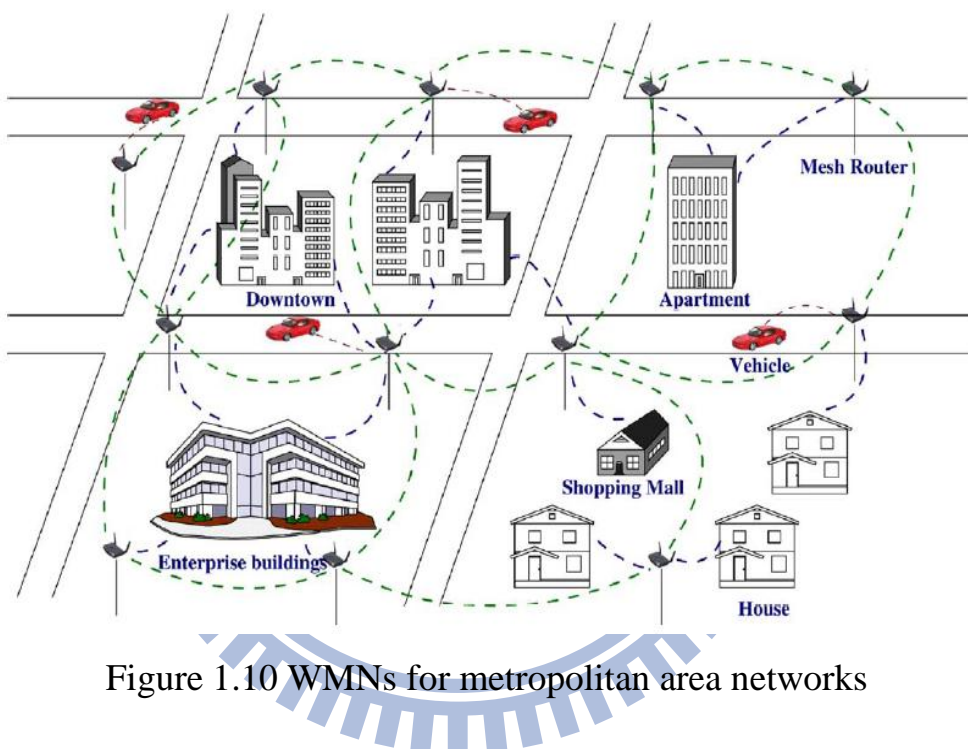 Mesh Router
Downtown
Apartment
Vehicle
Shopping Mall
Enterprise buildings
House
Figure 1.10 WMNs for metropolitan area networks